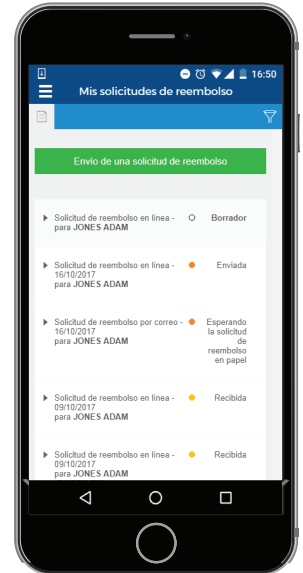 16:50
Mis solicitudes de reembolso
Envío de una solicitud de reembolso
Solicitud de reembolso en línea -
para JONES ADAM
Borrador
Solicitud de reembolso en línea -
16/10/2017
para JONES ADAM
Enviada
Solicitud de reembolso por correo -
16/10/2017
para JONES ADAM
Esperando
la solicitud
de
reembolso
en papel
Solicitud de reembolso en línea -
09/10/2017
para JONES ADAM
Recibida
Solicitud de reembolso en línea -
09/10/2017
para JONES ADAM
Recibida